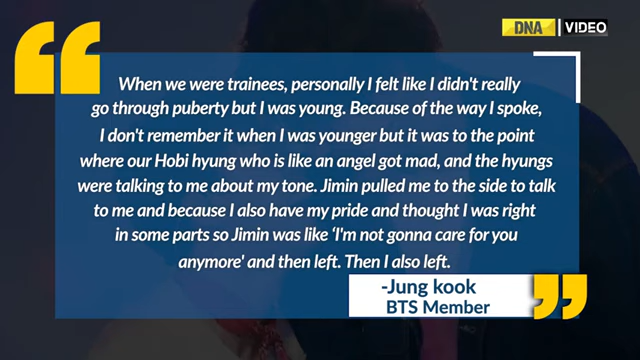 DNA VIDEO
When we were trainees, personally I felt like I didn't really
go through puberty but I was young. Because of the way I spoke,
I don't remember it when I was younger but it was to the point
where our Hobi hyung who is like an angel got mad, and the hyungs
were talking to me about my tone. Jimin pulled me to the side to talk
to me and because I also have my pride and thought I was right
in some parts so Jimin was like ‘I'm not gonna care for you
anymore' and then left. Then I also left.
-Jung kook
BTS Member